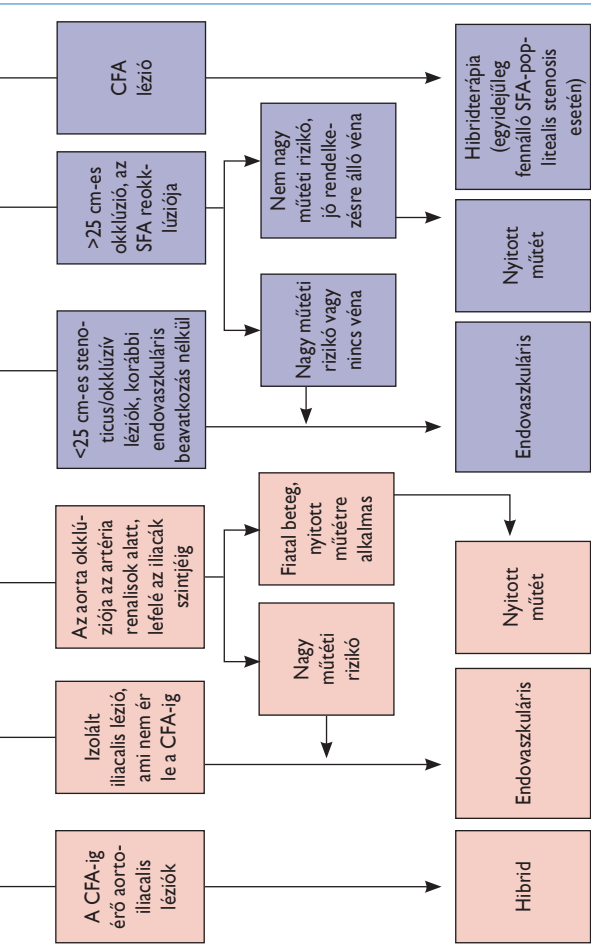 A CFA-ig
érő aorto-
iliacalis
léziók
Izolált
iliacalis lézió,
ami nem ér
le a CFA-ig
Az aorta okklú-
ziója az artéria
renalisok alatt,
lefelé az iliacák
szintjéig
<25 cm-es steno-
ticus/okklúzív
léziók, korábbi
endovaszkuláris
beavatkozás nélkül
>25 cm-es
okklúzió, az
SFA reokk-
lúziója
CFA
lézió
Nagy
műtéti
rizikó
Fiatal beteg,
nyitott
műtétre
alkalmas
Nagy műtéti
rizikó vagy
nincs véna
Nem nagy
műtéti rizikó,
jó rendelke-
zésre álló véna
Hibrid
Endovaszkuláris
Nyitott
műtét
Endovaszkuláris
Nyitott
műtét
Hibridterápia
(egyidejűleg
fennálló SFA-pop-
litealis stenosis
esetén)